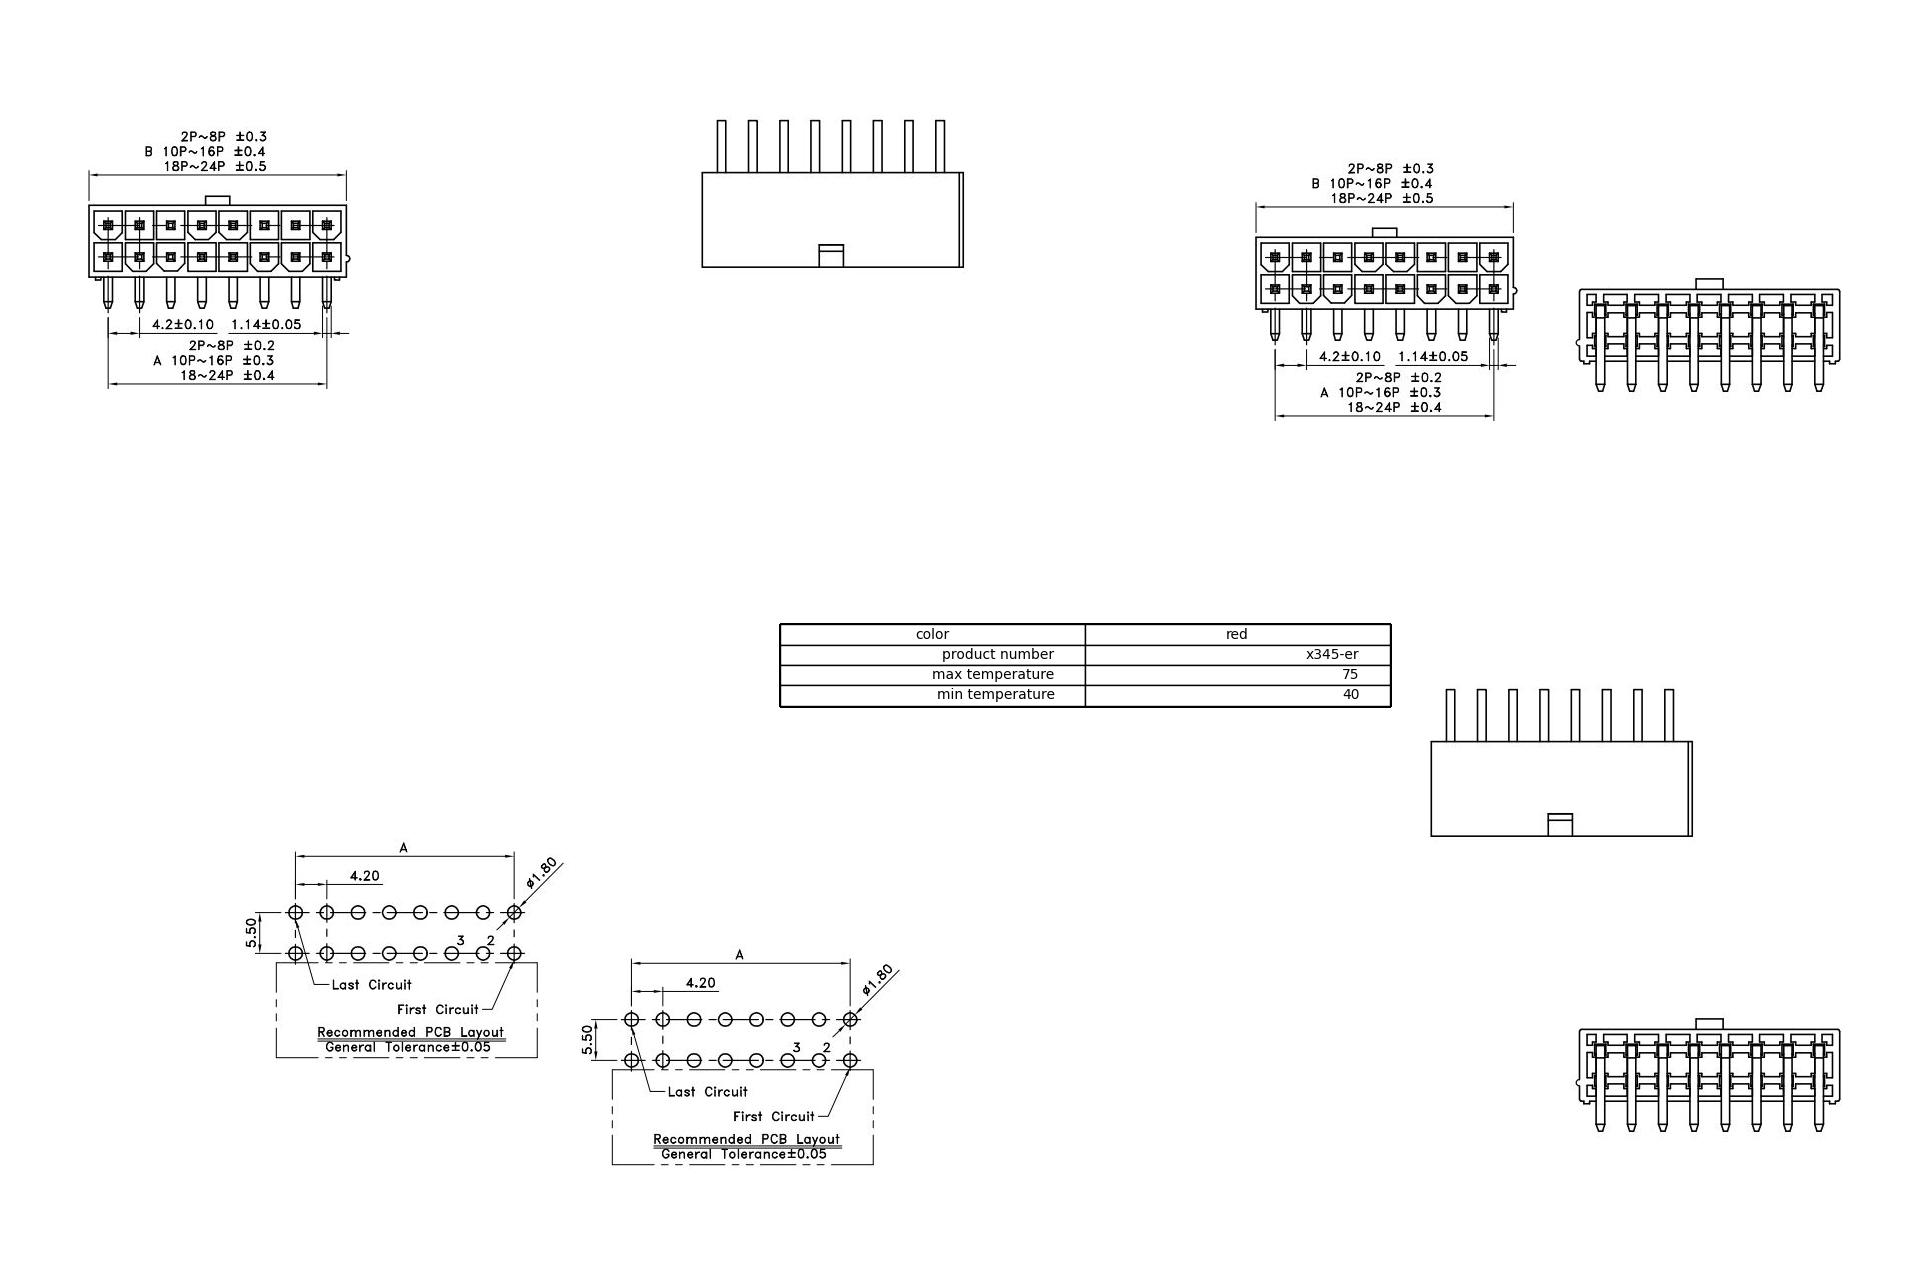 2P~8P ±0.3
B 10P~16P ±0.4
18P~24P ±0.5
4.2±0.10 1.14±0.05
2P~8P ±0.2
A 10P~16P ±0.3
18~24P ±0.4
2P~8P ±0.3
B 10P~16P ±0.4
18P~24P ±0.5
4.2±0.10 1.14±0.05
2P~8P ±0.2
A 10P~16P ±0.3
18~24P ±0.4
color red
product number x345-er
max temperature 75
min temperature 40
A
4.20
ø1.80
5.50
3 2
Last Circuit
First Circuit
Recommended PCB Layout
General Tolerance±0.05
A
4.20
ø1.80
5.50
3 2
Last Circuit
First Circuit
Recommended PCB Layout
General Tolerance±0.05